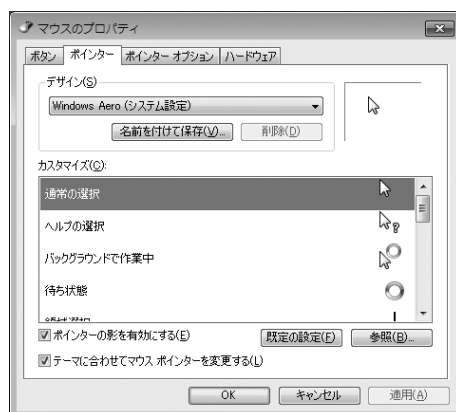 マウスのプロパティ
ボタン ポインター ポインター オプション ハードウェア
デザイン(S)
Windows Aero (システム設定)
名前を付けて保存(V)... 削除(D)
カスタマイズ(C):
通常の選択
ヘルプの選択
バックグラウンドで作業中
待ち状態
領域選択
ポインターの影を有効にする(E) 既定の設定(F) 参照(B)...
テーマに合わせてマウス ポインターを変更する(L)
OK キャンセル 適用(A)